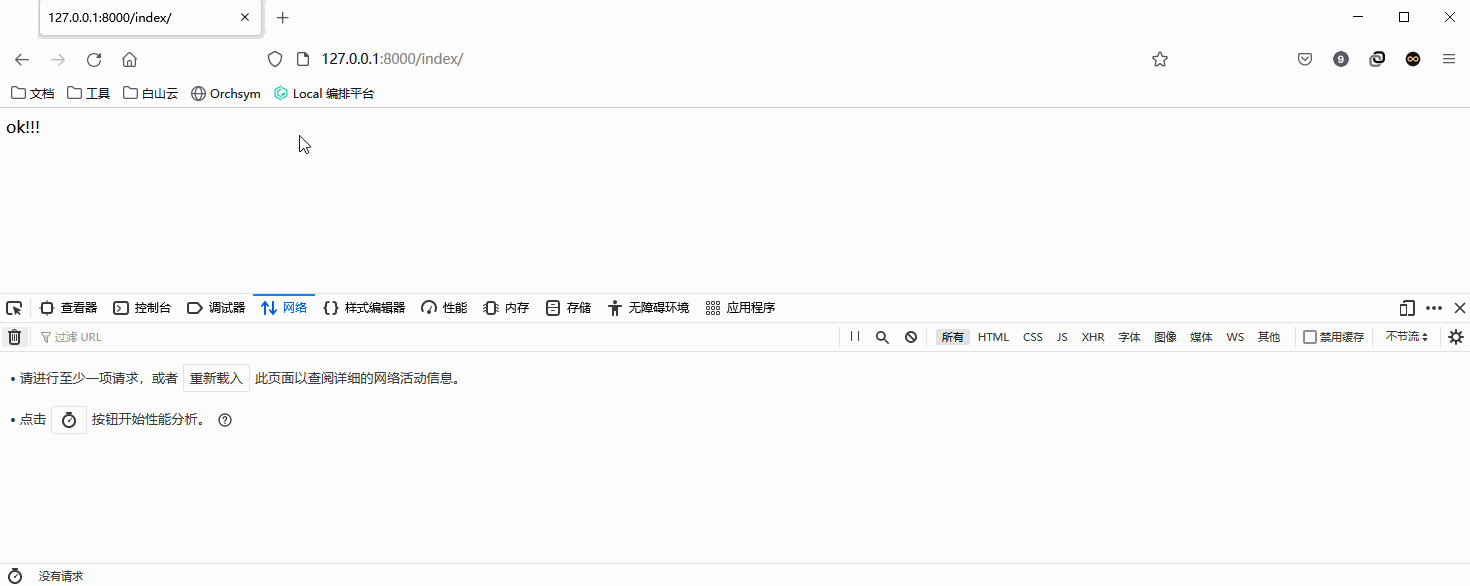 127.0.0.1:8000/index/
127.0.0.1:8000/index/
9
文档 工具 白山云 Orchsym Local 编排平台
ok!!!
查看器 控制台 调试器 网络 样式编辑器 性能 内存 存储 无障碍环境 应用程序
过滤 URL 所有 HTML CSS JS XHR 字体 图像 媒体 WS 其他 禁用缓存 不节流
• 请进行至少一项请求，或者 重新载入 此页面以查阅详细的网络活动信息。
• 点击 按钮开始性能分析。
没有请求